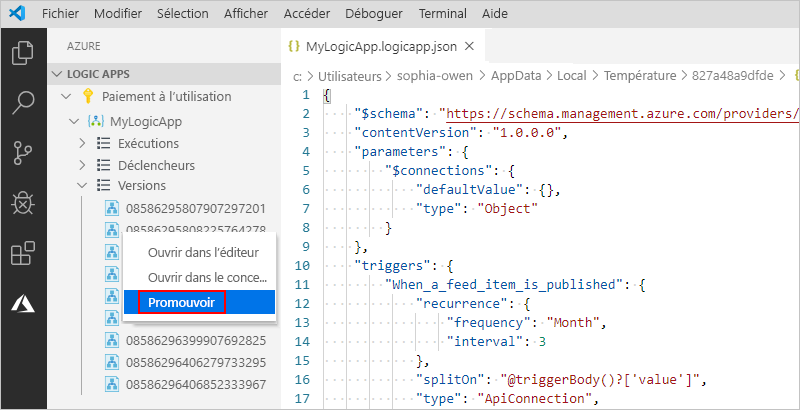 Fichier Modifier Sélection Afficher Accéder Déboguer Terminal Aide
AZURE
LOGIC APPS
Paiement à l'utilisation
MyLogicApp
Exécutions
Déclencheurs
Versions
08586295807907297201
08586295808225764278
Ouvrir dans l'éditeur
Ouvrir dans le conce...
Promouvoir
08586296399907692825
08586296406279733295
08586296406852333967
{} MyLogicApp.logicapp.json ×
c: > Utilisateurs > sophia-owen > AppData > Local > Température > 827a48a9dfde > {
1 {
2 "$schema": "https://schema.management.azure.com/providers/
3 "contentVersion": "1.0.0.0",
4 "parameters": {
5 "$connections": {
6 "defaultValue": {},
7 "type": "Object"
8 }
9 },
10 "triggers": {
11 "When_a_feed_item_is_published": {
12 "recurrence": {
13 "frequency": "Month",
14 "interval": 3
15 },
16 "splitOn": "@triggerBody()?['value']",
17 "type": "ApiConnection",